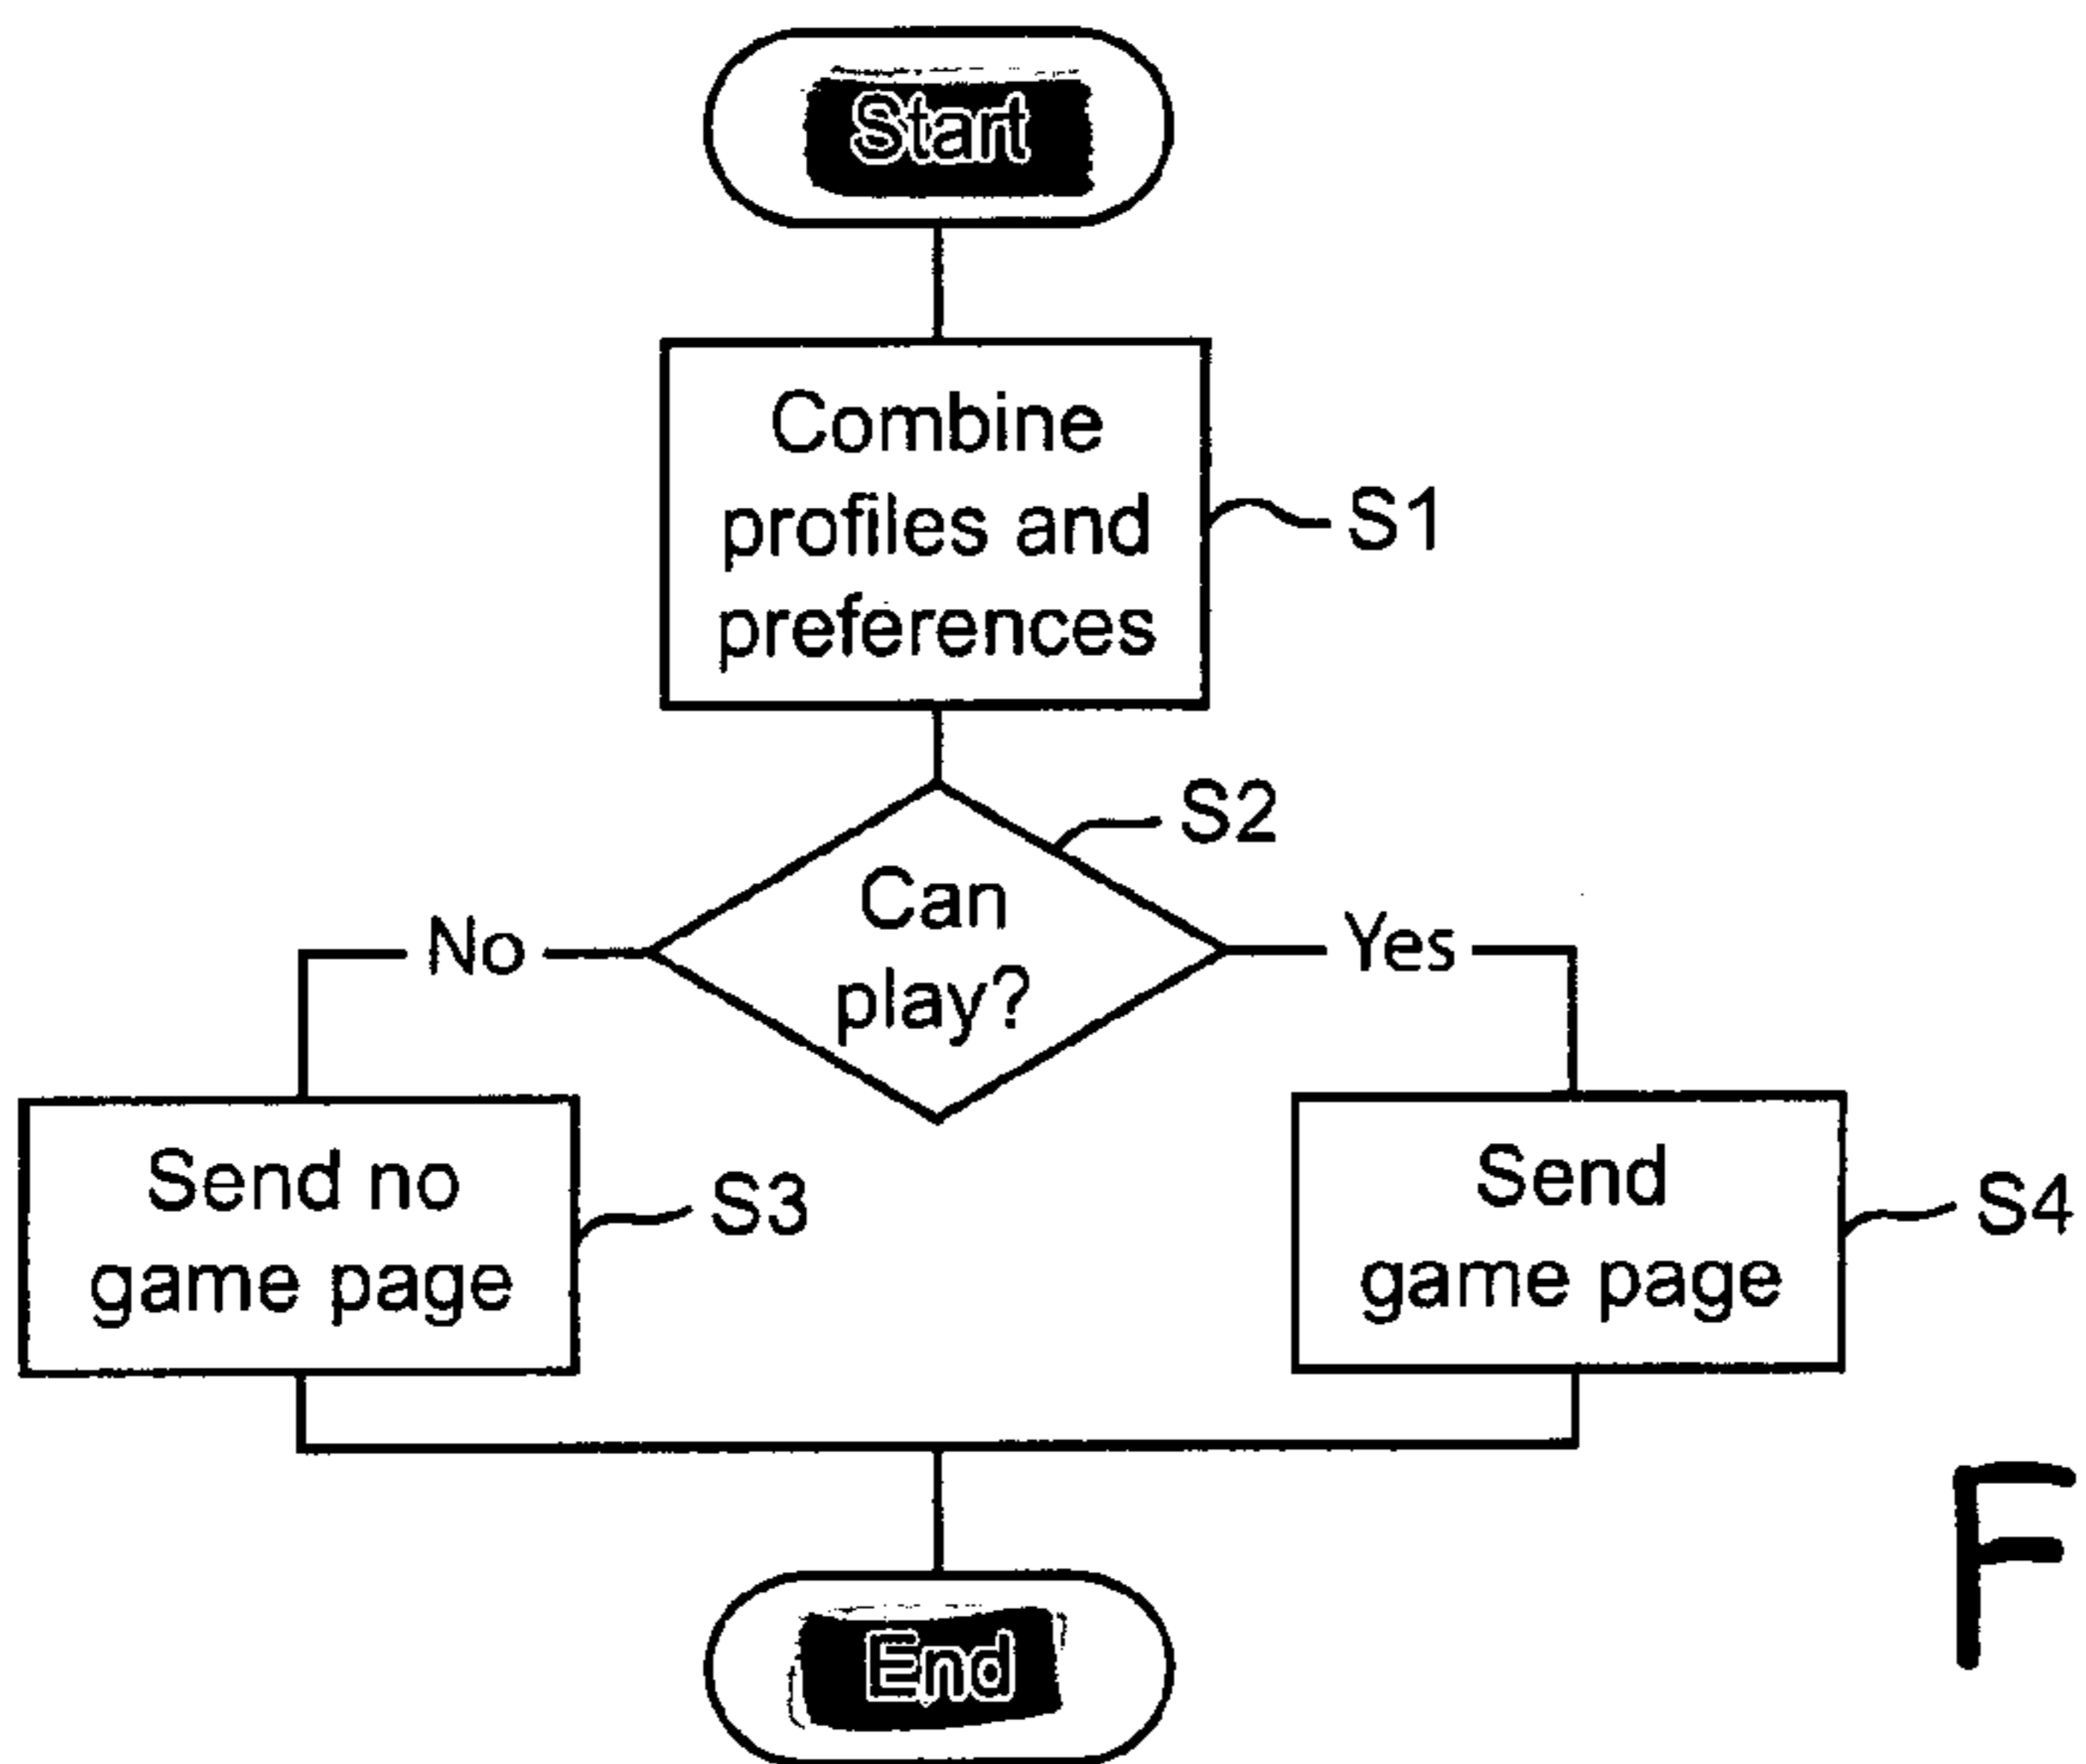 Start
Combine
profiles and
preferences
S1
S2
Can
play?
No
Yes
Send no
game page
S3
Send
game page
S4
End
F